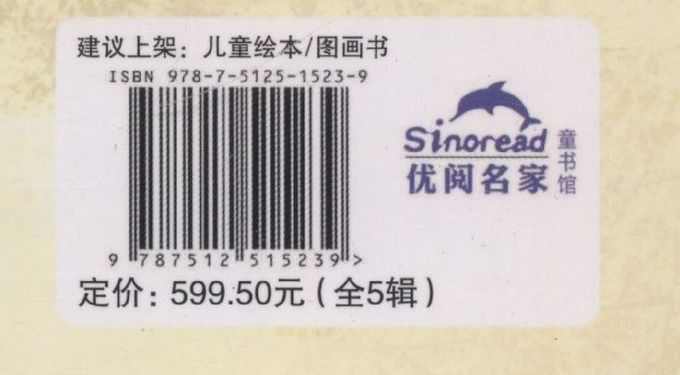 建议上架：儿童绘本/图画书
ISBN 978-7-5125-1523-9
9 787512 515239>
定价：599.50元（全5辑）
Sinoread
优阅名家
童书馆